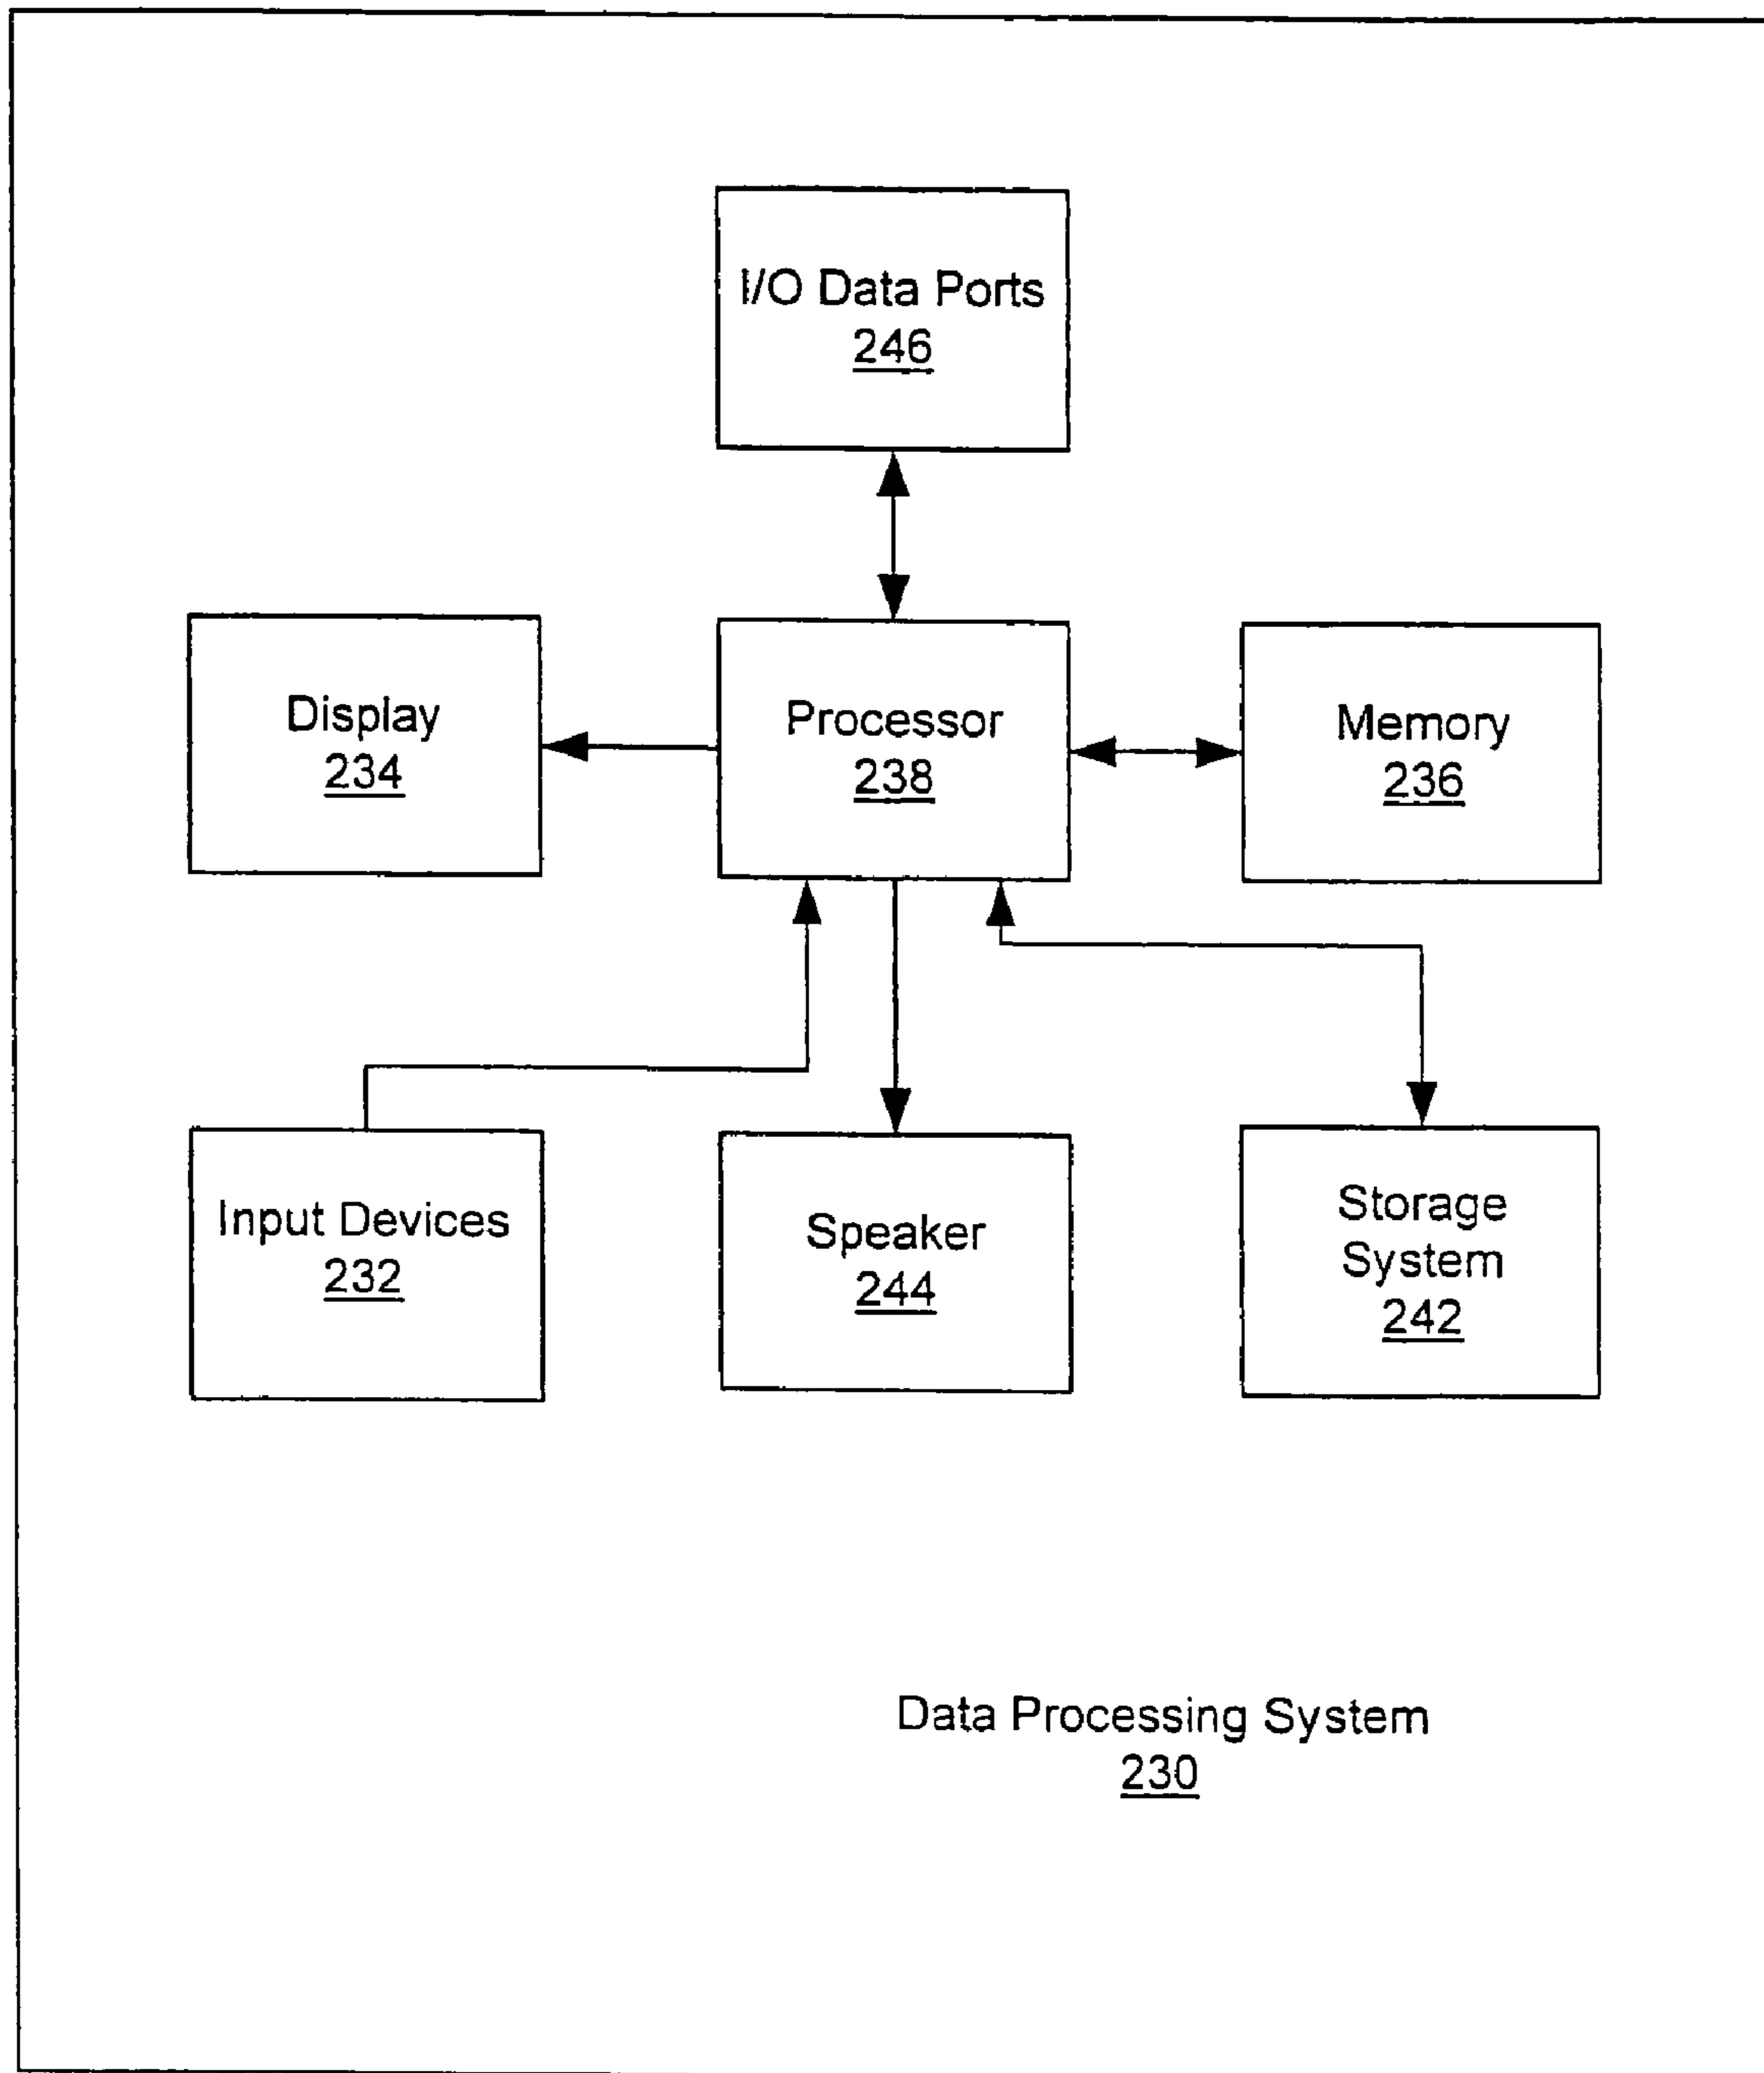 I/O Data Ports
246
Display
234
Processor
238
Memory
236
Input Devices
232
Speaker
244
Storage
System
242
Data Processing System
230